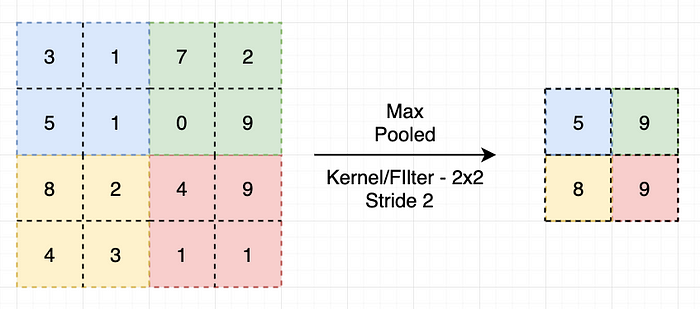 3 1 7 2
5 1 0 9
8 2 4 9
4 3 1 1
Max
Pooled
Kernel/FIlter - 2x2
Stride 2
5 9
8 9